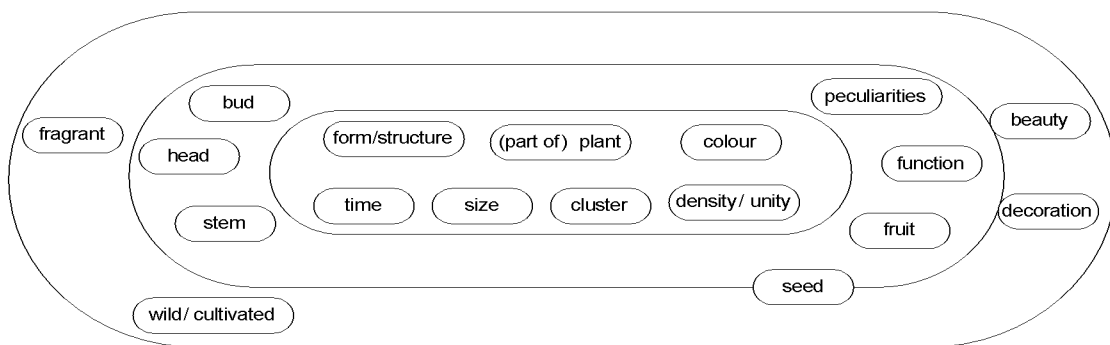 bud
peculiarities
fragrant
form/structure
(part of) plant
colour
beauty
head
function
time
size
cluster
density/ unity
stem
fruit
decoration
seed
wild/ cultivated